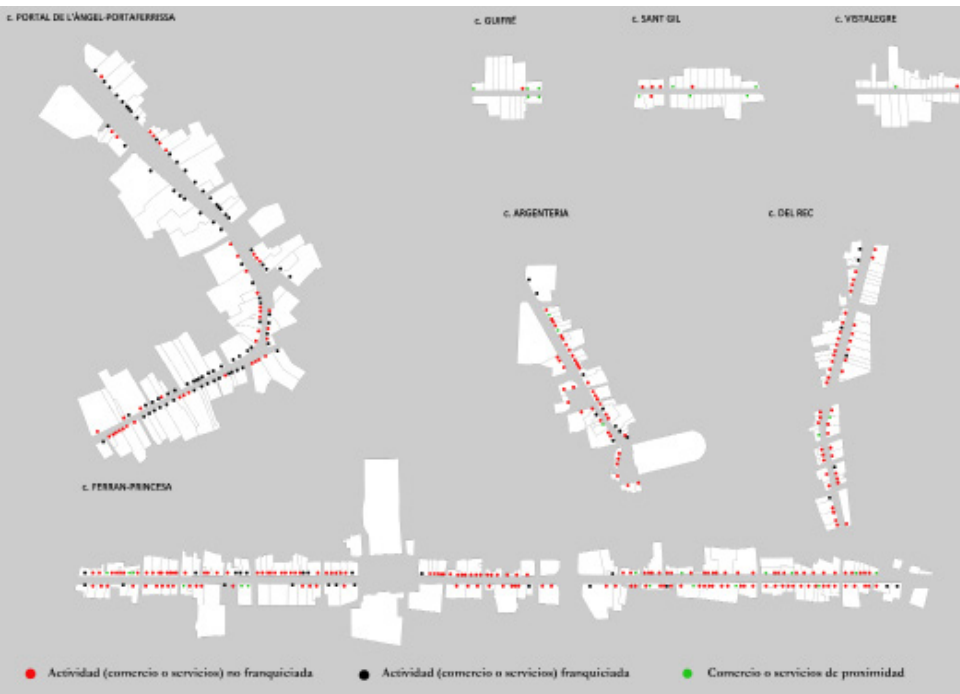 c. PORTAL DE L'ÀNGEL-PORTAFERRISSA
c. GUIFRÉ
c. SANT GIL
c. VISTALEGRE
c. ARGENTERIA
c. DEL REC
c. FERRAN-PRINCESA
Actividad (comercio o servicios) no franquiciada
Actividad (comercio o servicios) franquiciada
Comercio o servicios de proximidad